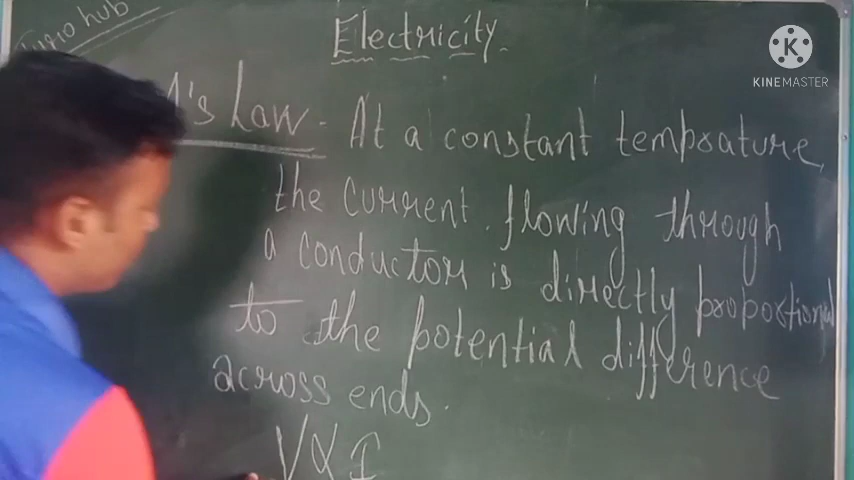 hub
Electricity
K
KINEMASTER
's Law - At a constant temprature,
the current flowing through
a conductor is directly proportional
to the potential difference
across ends.
V∝I